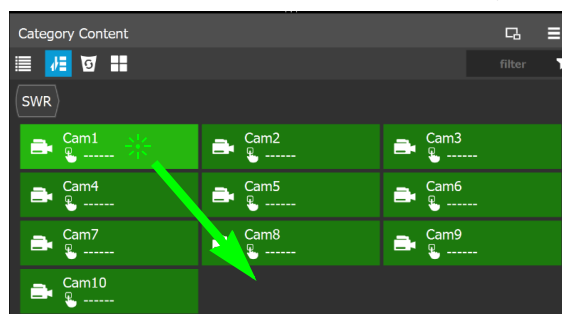 Category Content
filter
SWR
Cam1
------
Cam2
------
Cam3
------
Cam4
------
Cam5
------
Cam6
------
Cam7
------
Cam8
------
Cam9
------
Cam10
------